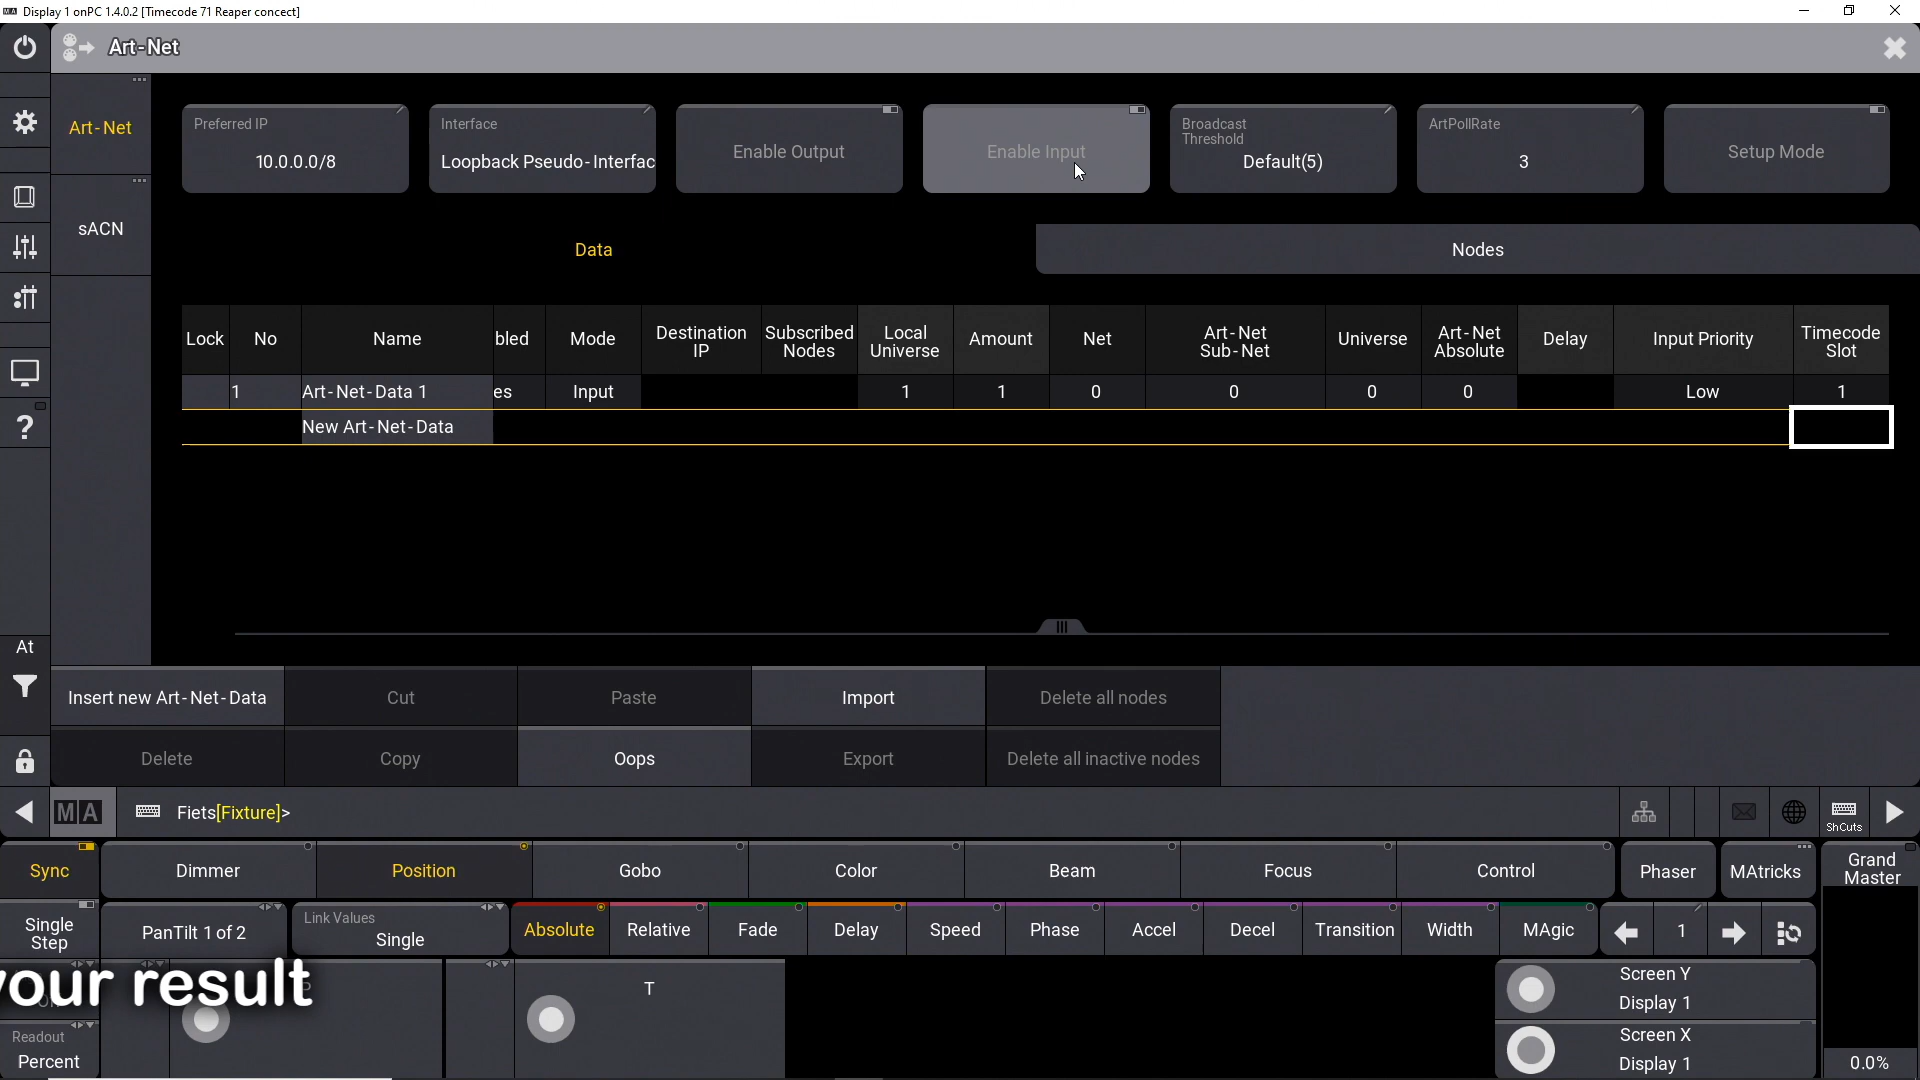 Display 1 onPC 1.4.0.2 [Timecode 71 Reaper concect]
Art-Net
Art-Net
sACN
Preferred IP
10.0.0.0/8
Interface
Loopback Pseudo-Interfac
Enable Output
Enable Input
Broadcast
Threshold
Default(5)
ArtPollRate
3
Setup Mode
Data
Nodes
Lock No Name bled Mode Destination IP Subscribed Nodes Local Universe Amount Net Art-Net Sub-Net Universe Art-Net Absolute Delay Input Priority Timecode Slot
1 Art-Net-Data 1 es Input 1 1 0 0 0 0 Low 1
New Art-Net-Data
At
Insert new Art-Net-Data Cut Paste Import Delete all nodes
Delete Copy Oops Export Delete all inactive nodes
MA Fiets[Fixture]> ShCuts
Sync Dimmer Position Gobo Color Beam Focus Control Phaser MAtricks Grand Master
Single Step
PanTilt 1 of 2
Link Values
Single
Absolute Relative Fade Delay Speed Phase Accel Decel Transition Width MAgic 1
your result
P
T
Screen Y
Display 1
Screen X
Display 1
Readout
Percent
0.0%